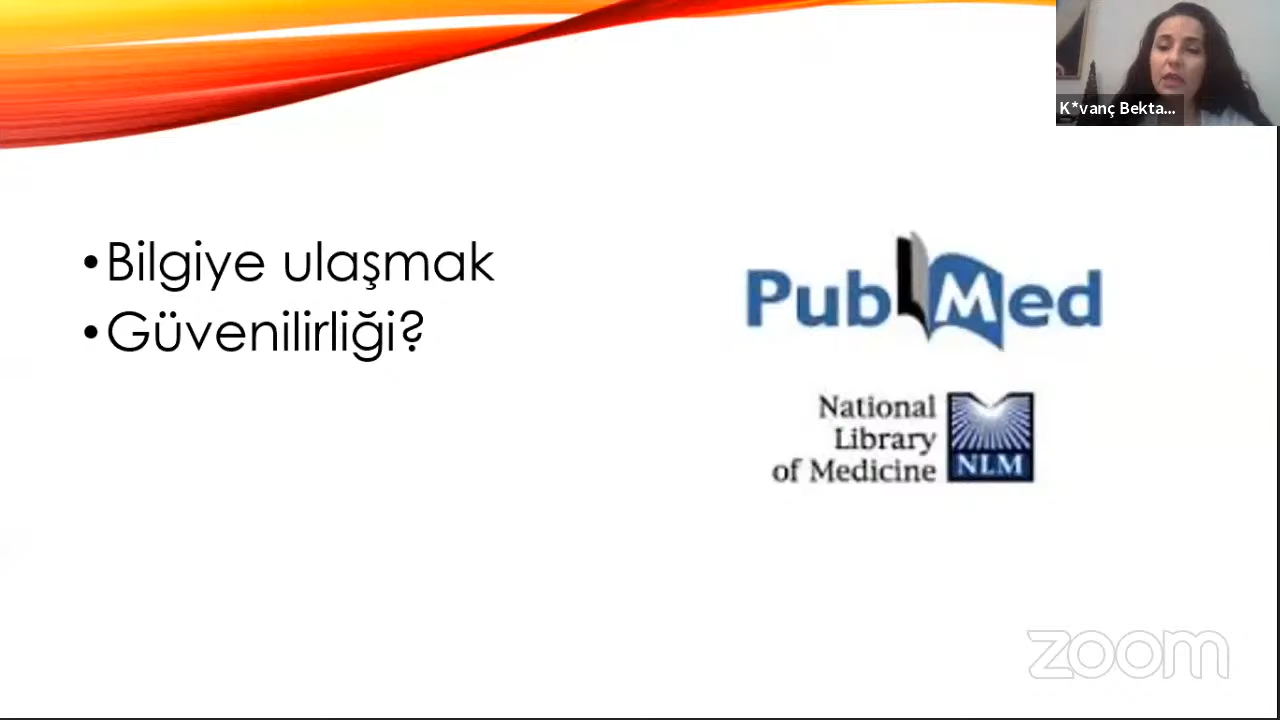 K*vanç Bekta...
•Bilgiye ulaşmak
•Güvenilirliği?
PubMed
National
Library
of Medicine
NLM
zoom